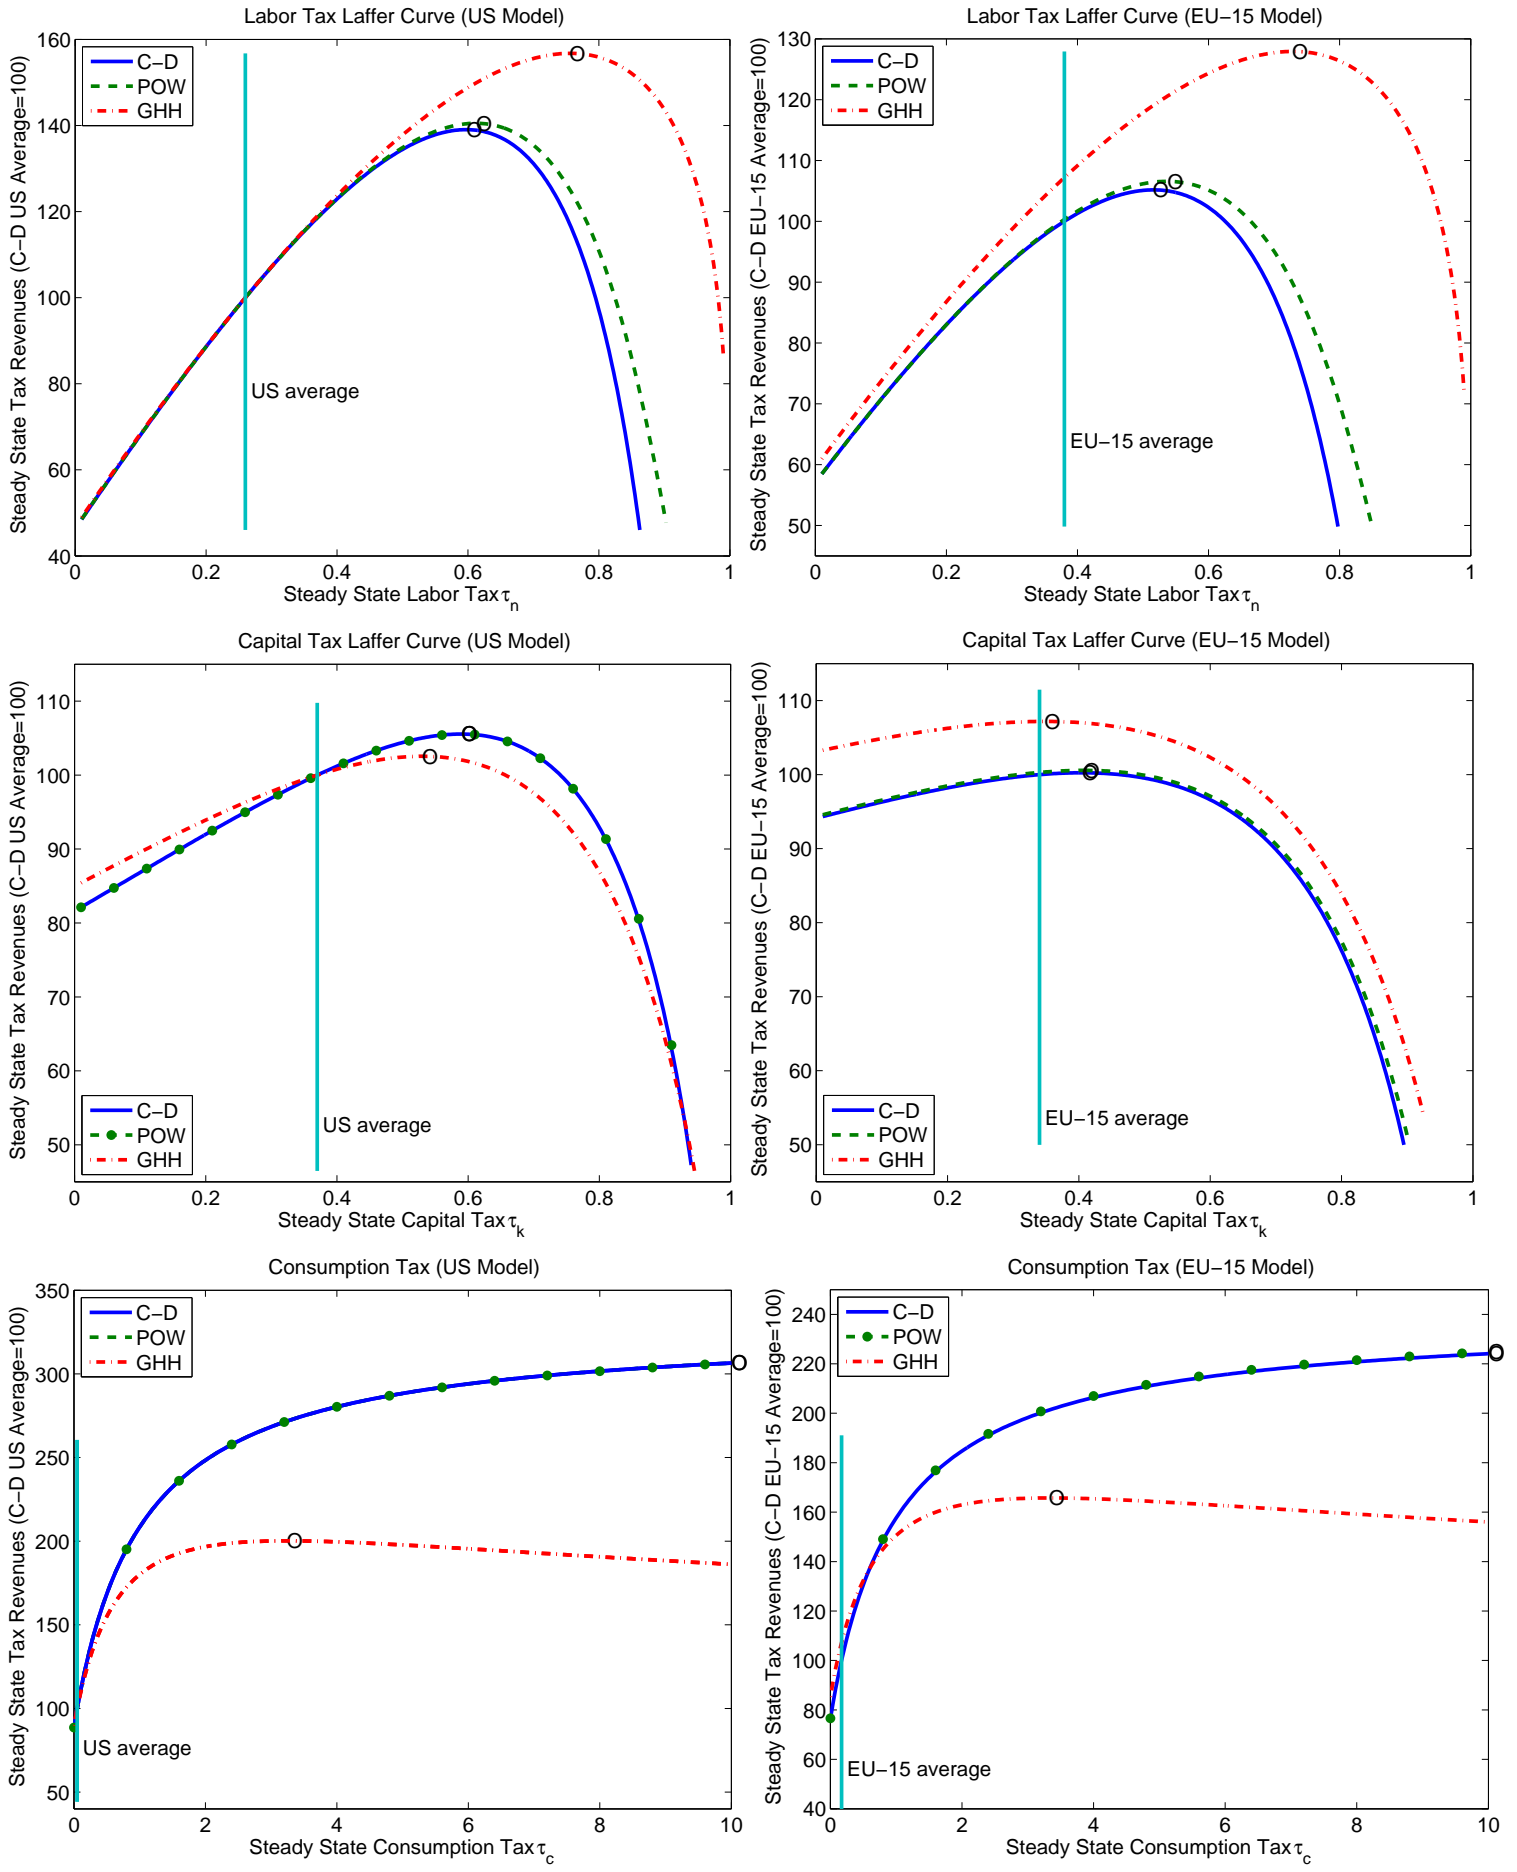 Labor Tax Laffer Curve (US Model)
Steady State Tax Revenues (C−D US Average=100)
160
140
120
100
80
60
40
C−D
POW
GHH
US average
0 0.2 0.4 0.6 0.8 1
Steady State Labor Tax τn
Labor Tax Laffer Curve (EU−15 Model)
Steady State Tax Revenues (C−D EU−15 Average=100)
130
120
110
100
90
80
70
60
50
C−D
POW
GHH
EU−15 average
0 0.2 0.4 0.6 0.8 1
Steady State Labor Tax τn
Capital Tax Laffer Curve (US Model)
Steady State Tax Revenues (C−D US Average=100)
110
100
90
80
70
60
50
C−D
POW
GHH
US average
0 0.2 0.4 0.6 0.8 1
Steady State Capital Tax τk
Capital Tax Laffer Curve (EU−15 Model)
Steady State Tax Revenues (C−D EU−15 Average=100)
110
100
90
80
70
60
50
C−D
POW
GHH
EU−15 average
0 0.2 0.4 0.6 0.8 1
Steady State Capital Tax τk
Consumption Tax (US Model)
Steady State Tax Revenues (C−D US Average=100)
350
300
250
200
150
100
50
C−D
POW
GHH
US average
0 2 4 6 8 10
Steady State Consumption Tax τc
Consumption Tax (EU−15 Model)
Steady State Tax Revenues (C−D EU−15 Average=100)
240
220
200
180
160
140
120
100
80
60
40
C−D
POW
GHH
EU−15 average
0 2 4 6 8 10
Steady State Consumption Tax τc